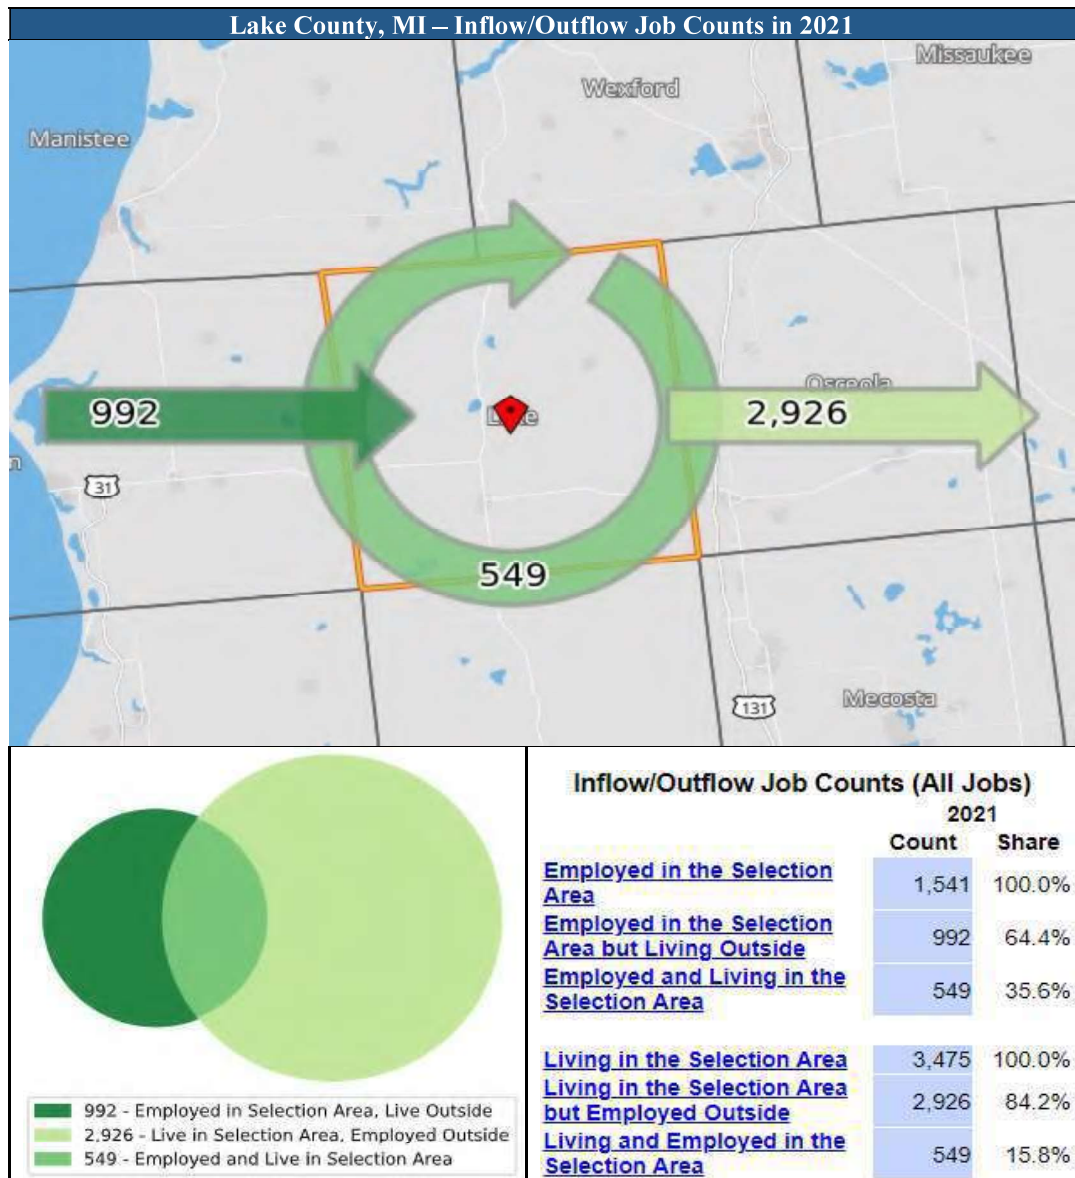 Lake County, MI – Inflow/Outflow Job Counts in 2021
Missaukee
Wexford
Manistee
Osceola
992
2,926
31
549
131
Mecosta
992 - Employed in Selection Area, Live Outside
2,926 - Live in Selection Area, Employed Outside
549 - Employed and Live in Selection Area
Inflow/Outflow Job Counts (All Jobs)
2021
Count Share
Employed in the Selection
Area 1,541 100.0%
Employed in the Selection
Area but Living Outside 992 64.4%
Employed and Living in the
Selection Area 549 35.6%
Living in the Selection Area 3,475 100.0%
Living in the Selection Area
but Employed Outside 2,926 84.2%
Living and Employed in the
Selection Area 549 15.8%